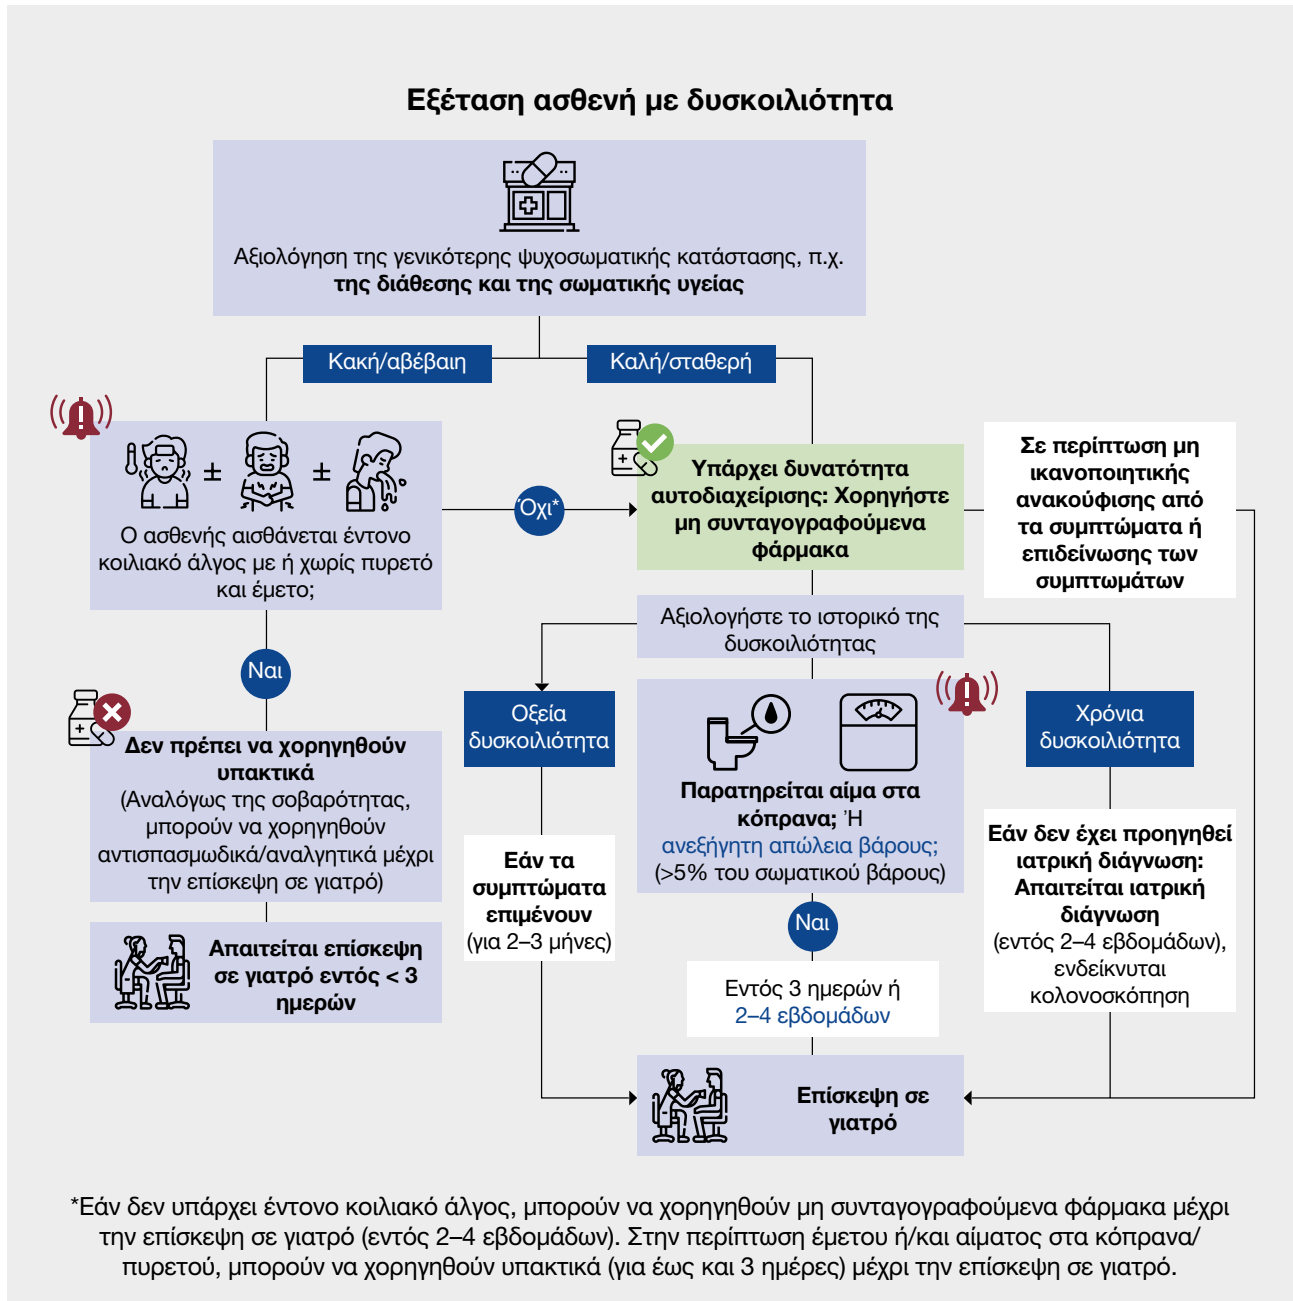 Εξέταση ασθενή με δυσκοιλιότητα
Αξιολόγηση της γενικότερης ψυχοσωματικής κατάστασης, π.χ.
της διάθεσης και της σωματικής υγείας
Κακή/αβέβαιη
Καλή/σταθερή
Ο ασθενής αισθάνεται έντονο
κοιλιακό άλγος με ή χωρίς πυρετό
και έμετο;
Όχι*
Υπάρχει δυνατότητα
αυτοδιαχείρισης: Χορηγήστε
μη συνταγογραφούμενα
φάρμακα
Σε περίπτωση μη
ικανοποιητικής
ανακούφισης από
τα συμπτώματα ή
επιδείνωσης των
συμπτωμάτων
Ναι
Δεν πρέπει να χορηγηθούν
υπακτικά
(Αναλόγως της σοβαρότητας,
μπορούν να χορηγηθούν
αντισπασμωδικά/αναλγητικά μέχρι
την επίσκεψη σε γιατρό)
Απαιτείται επίσκεψη
σε γιατρό εντός < 3
ημερών
Αξιολογήστε το ιστορικό της
δυσκοιλιότητας
Οξεία
δυσκοιλιότητα
Εάν τα
συμπτώματα
επιμένουν
(για 2–3 μήνες)
Παρατηρείται αίμα στα
κόπρανα; Ή
ανεξήγητη απώλεια βάρους;
(>5% του σωματικού βάρους)
Ναι
Εντός 3 ημερών ή
2–4 εβδομάδων
Χρόνια
δυσκοιλιότητα
Εάν δεν έχει προηγηθεί
ιατρική διάγνωση:
Απαιτείται ιατρική
διάγνωση
(εντός 2–4 εβδομάδων),
ενδείκνυται
κολονοσκόπηση
Επίσκεψη σε
γιατρό
*Εάν δεν υπάρχει έντονο κοιλιακό άλγος, μπορούν να χορηγηθούν μη συνταγογραφούμενα φάρμακα μέχρι
την επίσκεψη σε γιατρό (εντός 2–4 εβδομάδων). Στην περίπτωση έμετου ή/και αίματος στα κόπρανα/
πυρετού, μπορούν να χορηγηθούν υπακτικά (για έως και 3 ημέρες) μέχρι την επίσκεψη σε γιατρό.